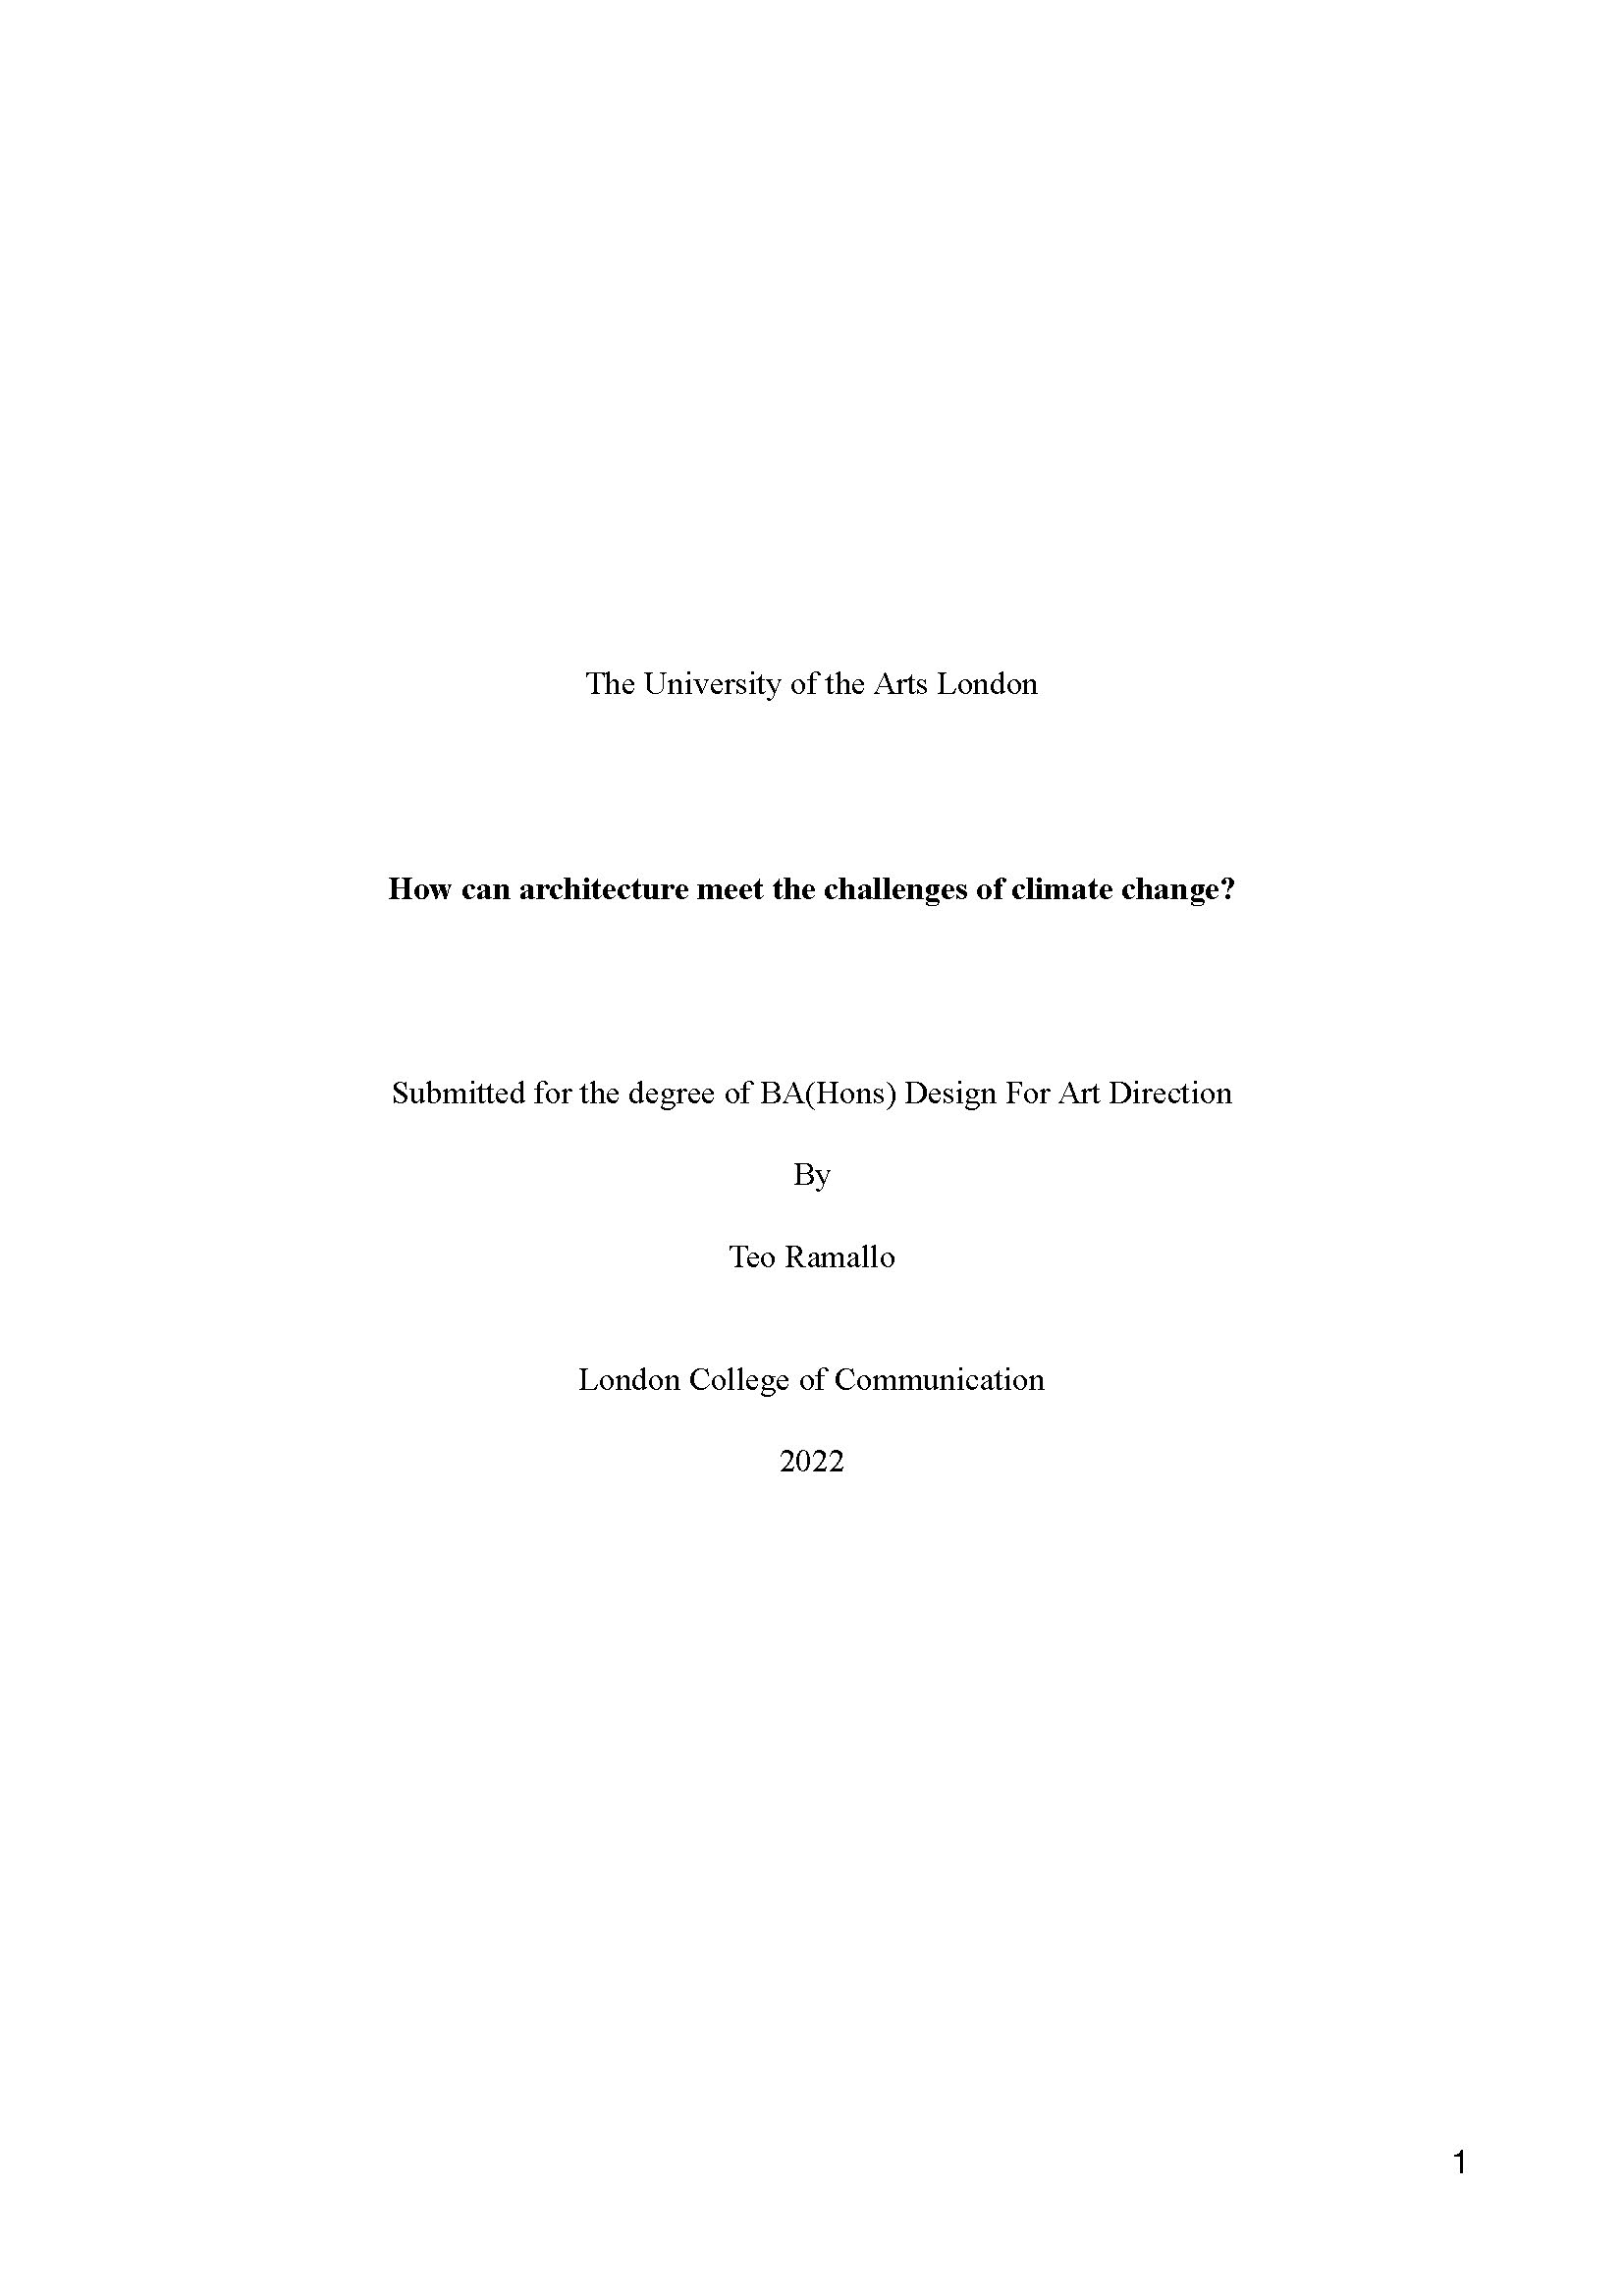 The University of the Arts London
How can architecture meet the challenges of climate change?
Submitted for the degree of BA(Hons) Design For Art Direction
By
Teo Ramallo
London College of Communication
2022
1